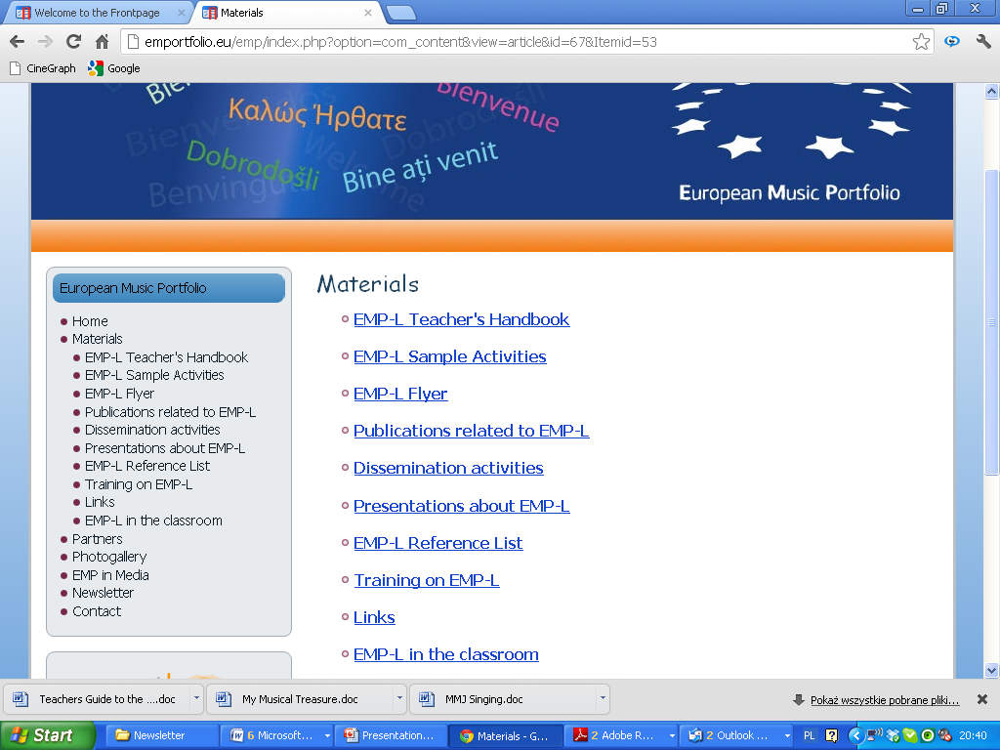 Welcome to the Frontpage
Materials
emportfolio.eu/emp/index.php?option=com_content&view=article&id=67&Itemid=53
CineGraph
Google
Bienvenue
Καλώς Ήρθατε
Dobrodošli
Bine ați venit
European Music Portfolio
European Music Portfolio
Home
Materials
EMP-L Teacher's Handbook
EMP-L Sample Activities
EMP-L Flyer
Publications related to EMP-L
Dissemination activities
Presentations about EMP-L
EMP-L Reference List
Training on EMP-L
Links
EMP-L in the classroom
Partners
Photogallery
EMP in Media
Newsletter
Contact
Materials
EMP-L Teacher's Handbook
EMP-L Sample Activities
EMP-L Flyer
Publications related to EMP-L
Dissemination activities
Presentations about EMP-L
EMP-L Reference List
Training on EMP-L
Links
EMP-L in the classroom
Teachers Guide to the ....doc
My Musical Treasure.doc
MMJ Singing.doc
Pokaż wszystkie pobrane pliki...
Start
Newsletter
6 Microsoft...
Presentation...
Materials - G...
2 Adobe R...
2 Outlook ...
PL
20:40